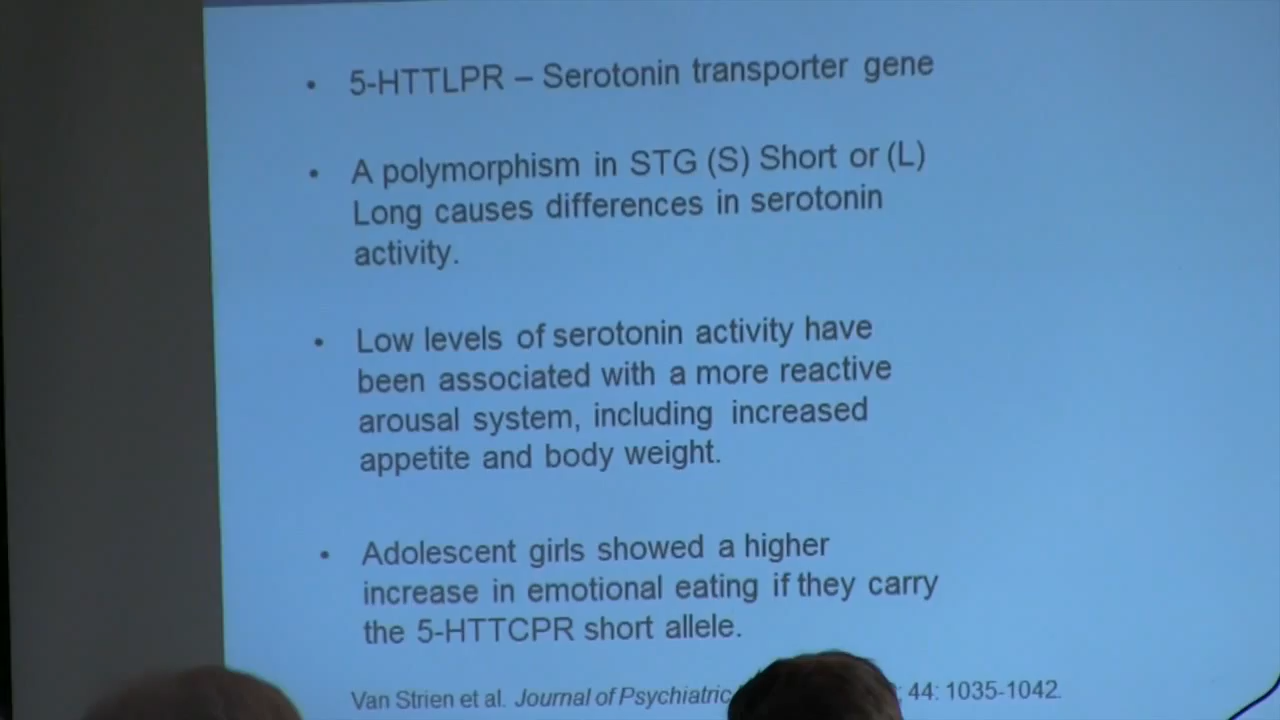 • 5-HTTLPR – Serotonin transporter gene
• A polymorphism in STG (S) Short or (L)
Long causes differences in serotonin
activity.
• Low levels of serotonin activity have
been associated with a more reactive
arousal system, including increased
appetite and body weight.
• Adolescent girls showed a higher
increase in emotional eating if they carry
the 5-HTTCPR short allele.
Van Strien et al. Journal of Psychiatric 44: 1035-1042.